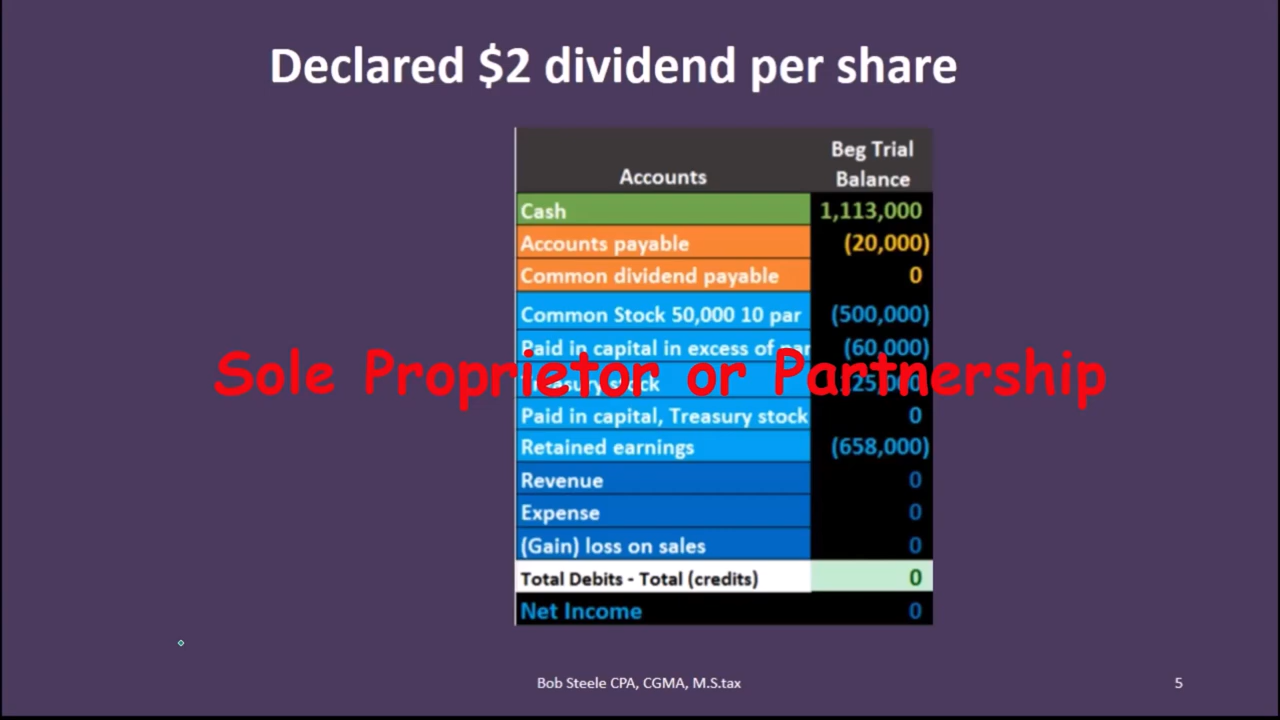 Declared $2 dividend per share
Accounts Beg Trial Balance
Cash 1,113,000
Accounts payable (20,000)
Common dividend payable 0
Common Stock 50,000 10 par (500,000)
Paid in capital in excess of par (60,000)
Sole Proprietor or Partnership
Treasury stock
Paid in capital, Treasury stock 0
Retained earnings (658,000)
Revenue 0
Expense 0
(Gain) loss on sales 0
Total Debits - Total (credits) 0
Net Income 0
Bob Steele CPA, CGMA, M.S.tax 5